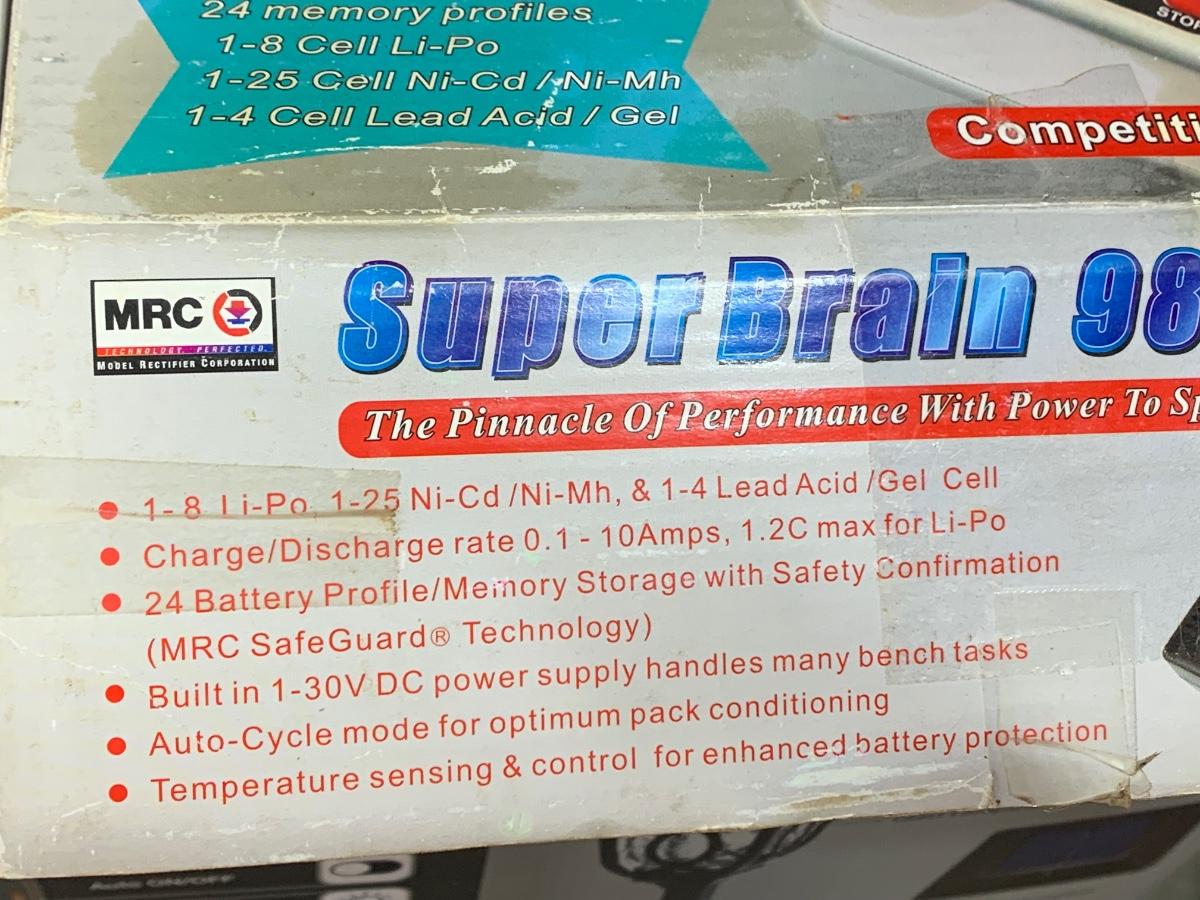 24 memory profiles
1-8 Cell Li-Po
1-25 Cell Ni-Cd / Ni-Mh
1-4 Cell Lead Acid / Gel
Competiti
MRC
TECHNOLOGY. PERFECTED.
MODEL RECTIFIER CORPORATION
Super Brain 98
The Pinnacle Of Performance With Power To Sp
● 1-8 Li-Po, 1-25 Ni-Cd /Ni-Mh, & 1-4 Lead Acid /Gel Cell
● Charge/Discharge rate 0.1 - 10Amps, 1.2C max for Li-Po
● 24 Battery Profile/Memory Storage with Safety Confirmation
(MRC SafeGuard® Technology)
● Built in 1-30V DC power supply handles many bench tasks
● Auto-Cycle mode for optimum pack conditioning
● Temperature sensing & control for enhanced battery protection
Auto ON/OFF